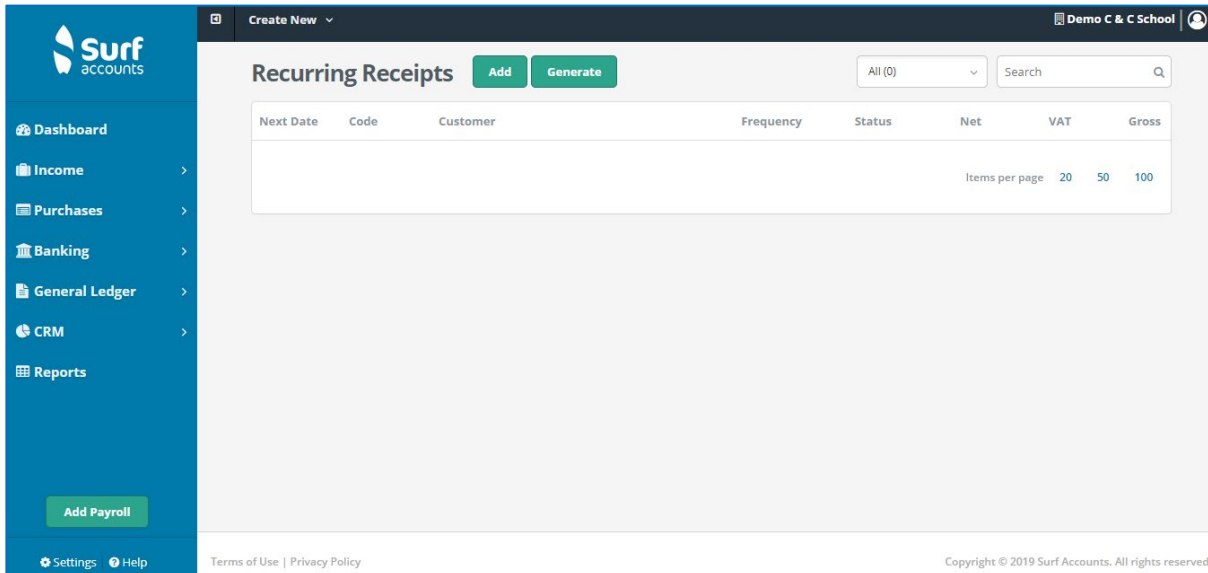 Surf
accounts
Create New
Demo C & C School
Recurring Receipts Add Generate All (0) Search
Next Date Code Customer Frequency Status Net VAT Gross
Items per page 20 50 100
Dashboard
Income
Purchases
Banking
General Ledger
CRM
Reports
Add Payroll
Settings Help
Terms of Use | Privacy Policy
Copyright © 2019 Surf Accounts. All rights reserved